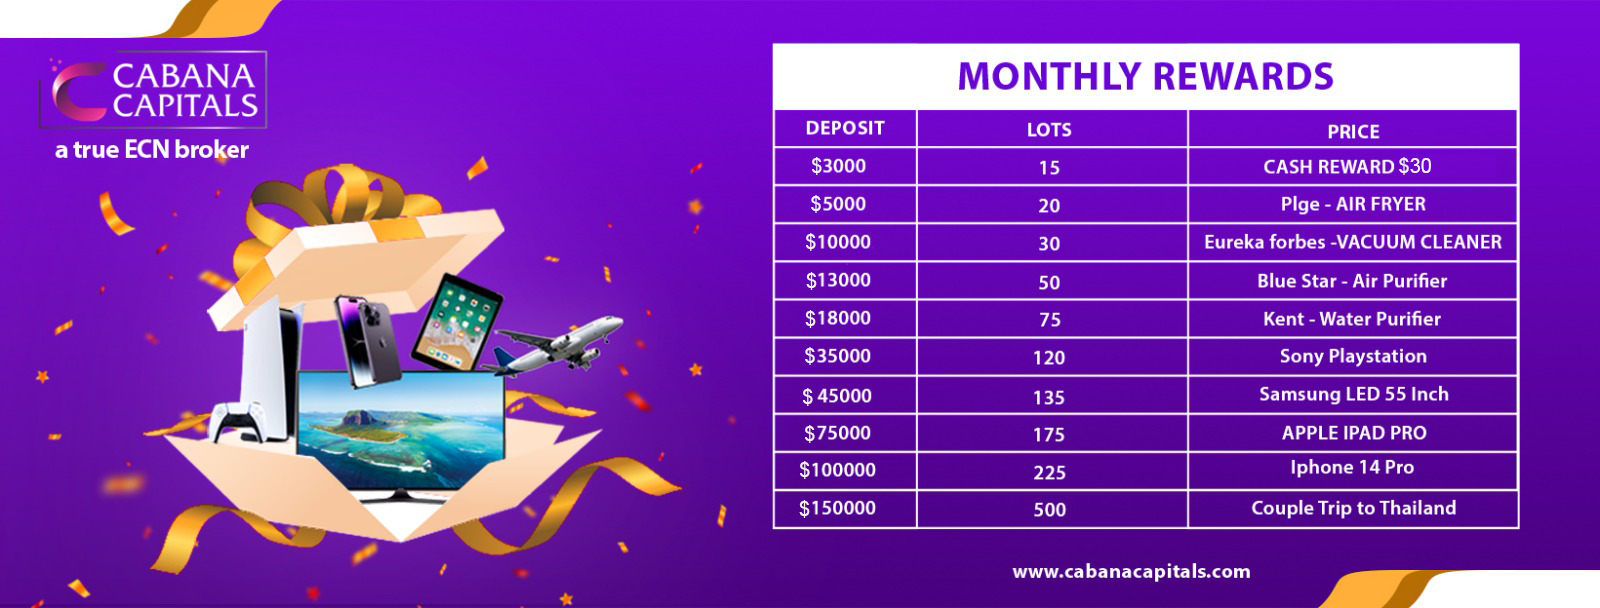 CABANA
CAPITALS
a true ECN broker
MONTHLY REWARDS
DEPOSIT LOTS PRICE
$3000 15 CASH REWARD $30
$5000 20 Plge - AIR FRYER
$10000 30 Eureka forbes -VACUUM CLEANER
$13000 50 Blue Star - Air Purifier
$18000 75 Kent - Water Purifier
$35000 120 Sony Playstation
$ 45000 135 Samsung LED 55 Inch
$75000 175 APPLE IPAD PRO
$100000 225 Iphone 14 Pro
$150000 500 Couple Trip to Thailand
www.cabanacapitals.com